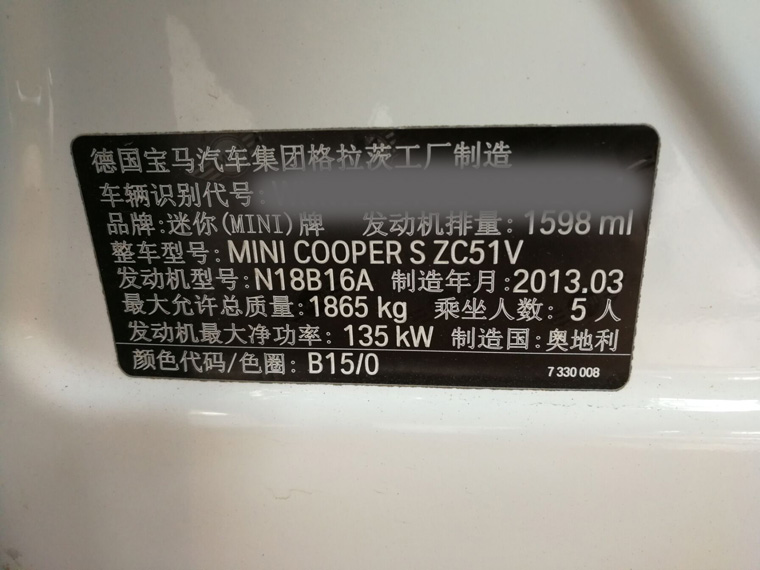 德国宝马汽车集团格拉茨工厂制造
车辆识别代号:
品牌:迷你(MINI)牌 发动机排量: 1598 ml
整车型号: MINI COOPER S ZC51V
发动机型号: N18B16A 制造年月: 2013.03
最大允许总质量: 1865 kg 乘坐人数: 5 人
发动机最大净功率: 135 kW 制造国: 奥地利
颜色代码/色圈: B15/0 7 330 008